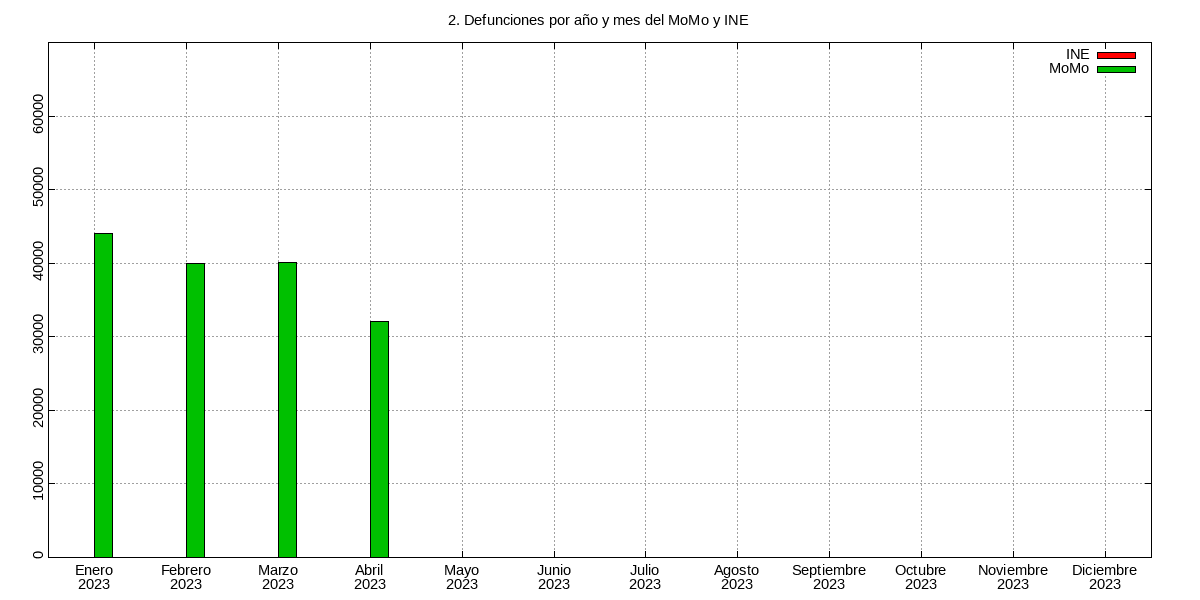 2. Defunciones por año y mes del MoMo y INE
INE
MoMo
60000
50000
40000
30000
20000
10000
0
Enero
2023
Febrero
2023
Marzo
2023
Abril
2023
Mayo
2023
Junio
2023
Julio
2023
Agosto
2023
Septiembre
2023
Octubre
2023
Noviembre
2023
Diciembre
2023